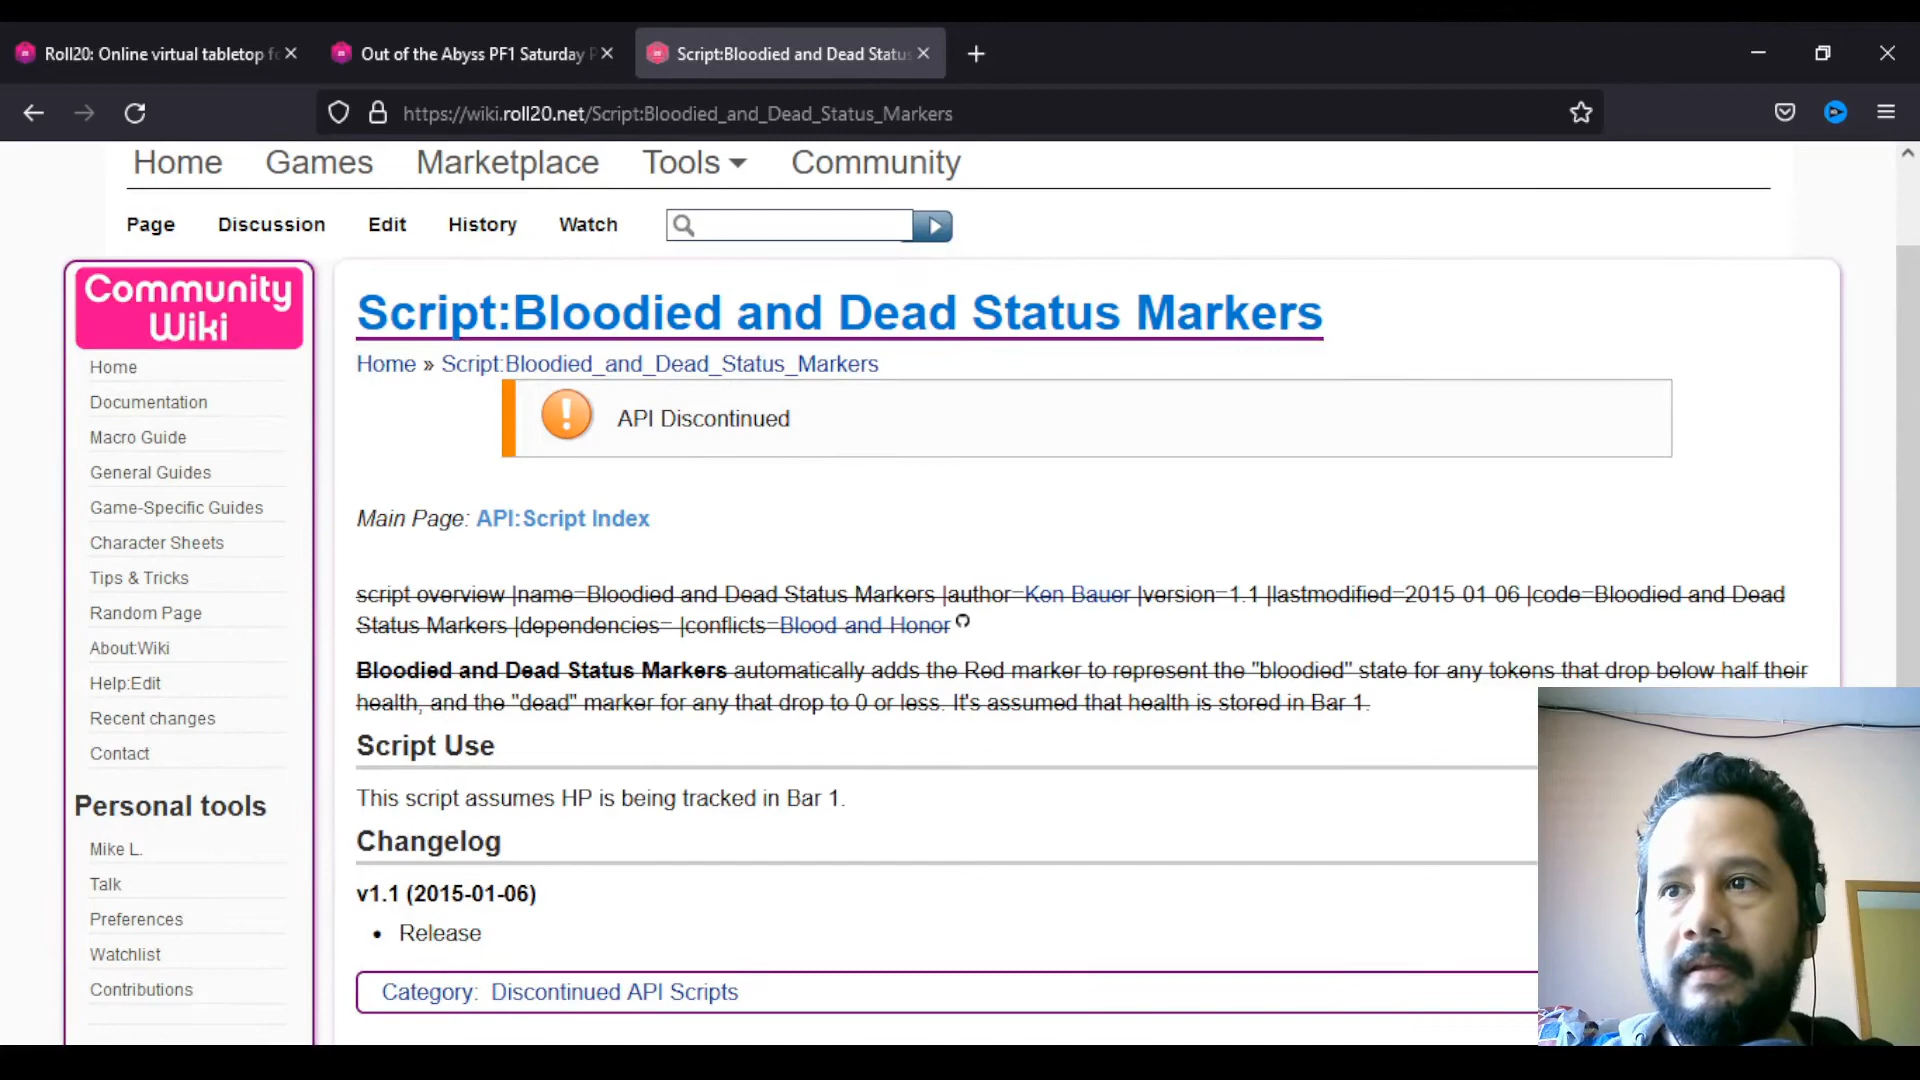 Roll20: Online virtual tabletop f
Out of the Abyss PF1 Saturday
Script:Bloodied and Dead Status
https://wiki.roll20.net/Script:Bloodied_and_Dead_Status_Markers
Home Games Marketplace Tools Community
Page Discussion Edit History Watch
Community
Wiki
Home
Documentation
Macro Guide
General Guides
Game-Specific Guides
Character Sheets
Tips & Tricks
Random Page
About:Wiki
Help:Edit
Recent changes
Contact
Personal tools
Mike L.
Talk
Preferences
Watchlist
Contributions
Script:Bloodied and Dead Status Markers
Home » Script:Bloodied_and_Dead_Status_Markers
! API Discontinued
Main Page: API:Script Index
script overview |name=Bloodied and Dead Status Markers |author=Ken Bauer |version=1.1 |lastmodified=2015-01-06 |code=Bloodied and Dead
Status Markers |dependencies= |conflicts=Blood and Honor
Bloodied and Dead Status Markers automatically adds the Red marker to represent the "bloodied" state for any tokens that drop below half their
health, and the "dead" marker for any that drop to 0 or less. It's assumed that health is stored in Bar 1.
Script Use
This script assumes HP is being tracked in Bar 1.
Changelog
v1.1 (2015-01-06)
• Release
Category: Discontinued API Scripts